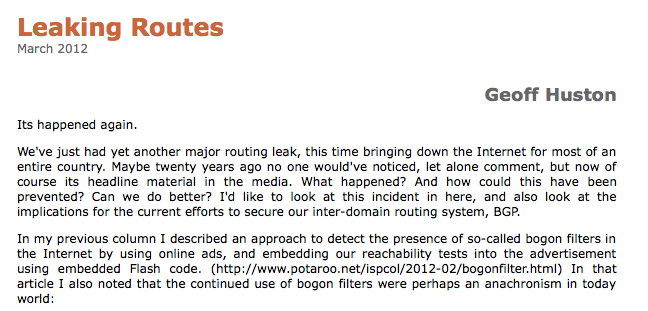 Leaking Routes
March 2012
Geoff Huston
Its happened again.
We've just had yet another major routing leak, this time bringing down the Internet for most of an
entire country. Maybe twenty years ago no one would've noticed, let alone comment, but now of
course its headline material in the media. What happened? And how could this have been
prevented? Can we do better? I'd like to look at this incident in here, and also look at the
implications for the current efforts to secure our inter-domain routing system, BGP.
In my previous column I described an approach to detect the presence of so-called bogon filters in
the Internet by using online ads, and embedding our reachability tests into the advertisement
using embedded Flash code. (http://www.potaroo.net/ispcol/2012-02/bogonfilter.html) In that
article I also noted that the continued use of bogon filters were perhaps an anachronism in today
world: